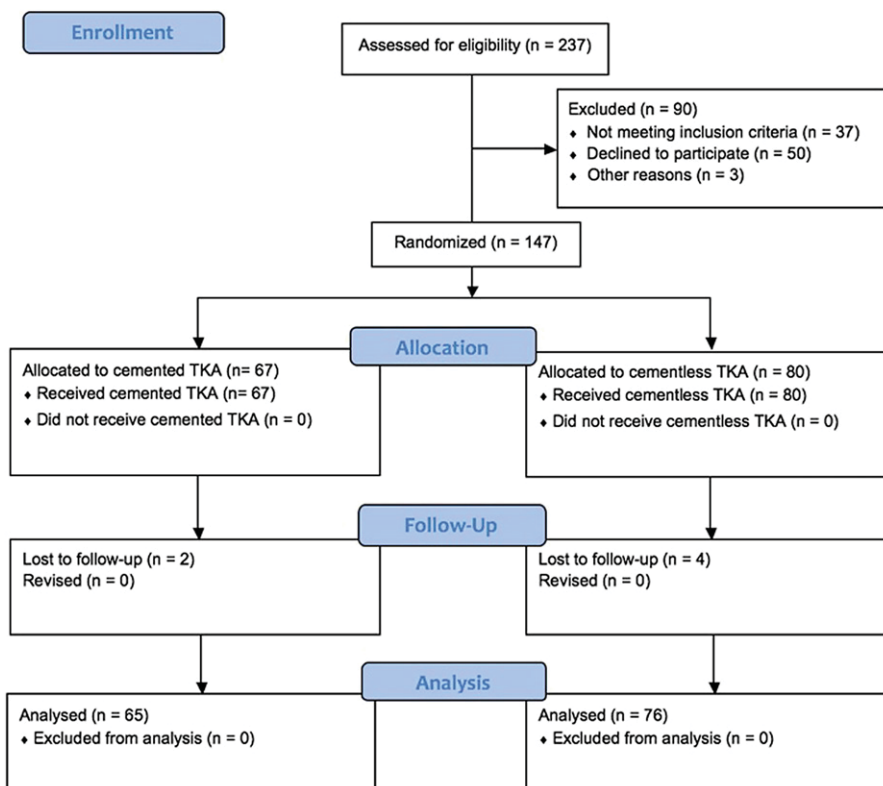 Enrollment
Assessed for eligibility (n = 237)
Excluded (n = 90)
♦ Not meeting inclusion criteria (n = 37)
♦ Declined to participate (n = 50)
♦ Other reasons (n = 3)
Randomized (n = 147)
Allocation
Allocated to cemented TKA (n= 67)
♦ Received cemented TKA (n= 67)
♦ Did not receive cemented TKA (n = 0)
Allocated to cementless TKA (n = 80)
♦ Received cementless TKA (n = 80)
♦ Did not receive cementless TKA (n = 0)
Follow-Up
Lost to follow-up (n = 2)
Revised (n = 0)
Lost to follow-up (n = 4)
Revised (n = 0)
Analysis
Analysed (n = 65)
♦ Excluded from analysis (n = 0)
Analysed (n = 76)
♦ Excluded from analysis (n = 0)